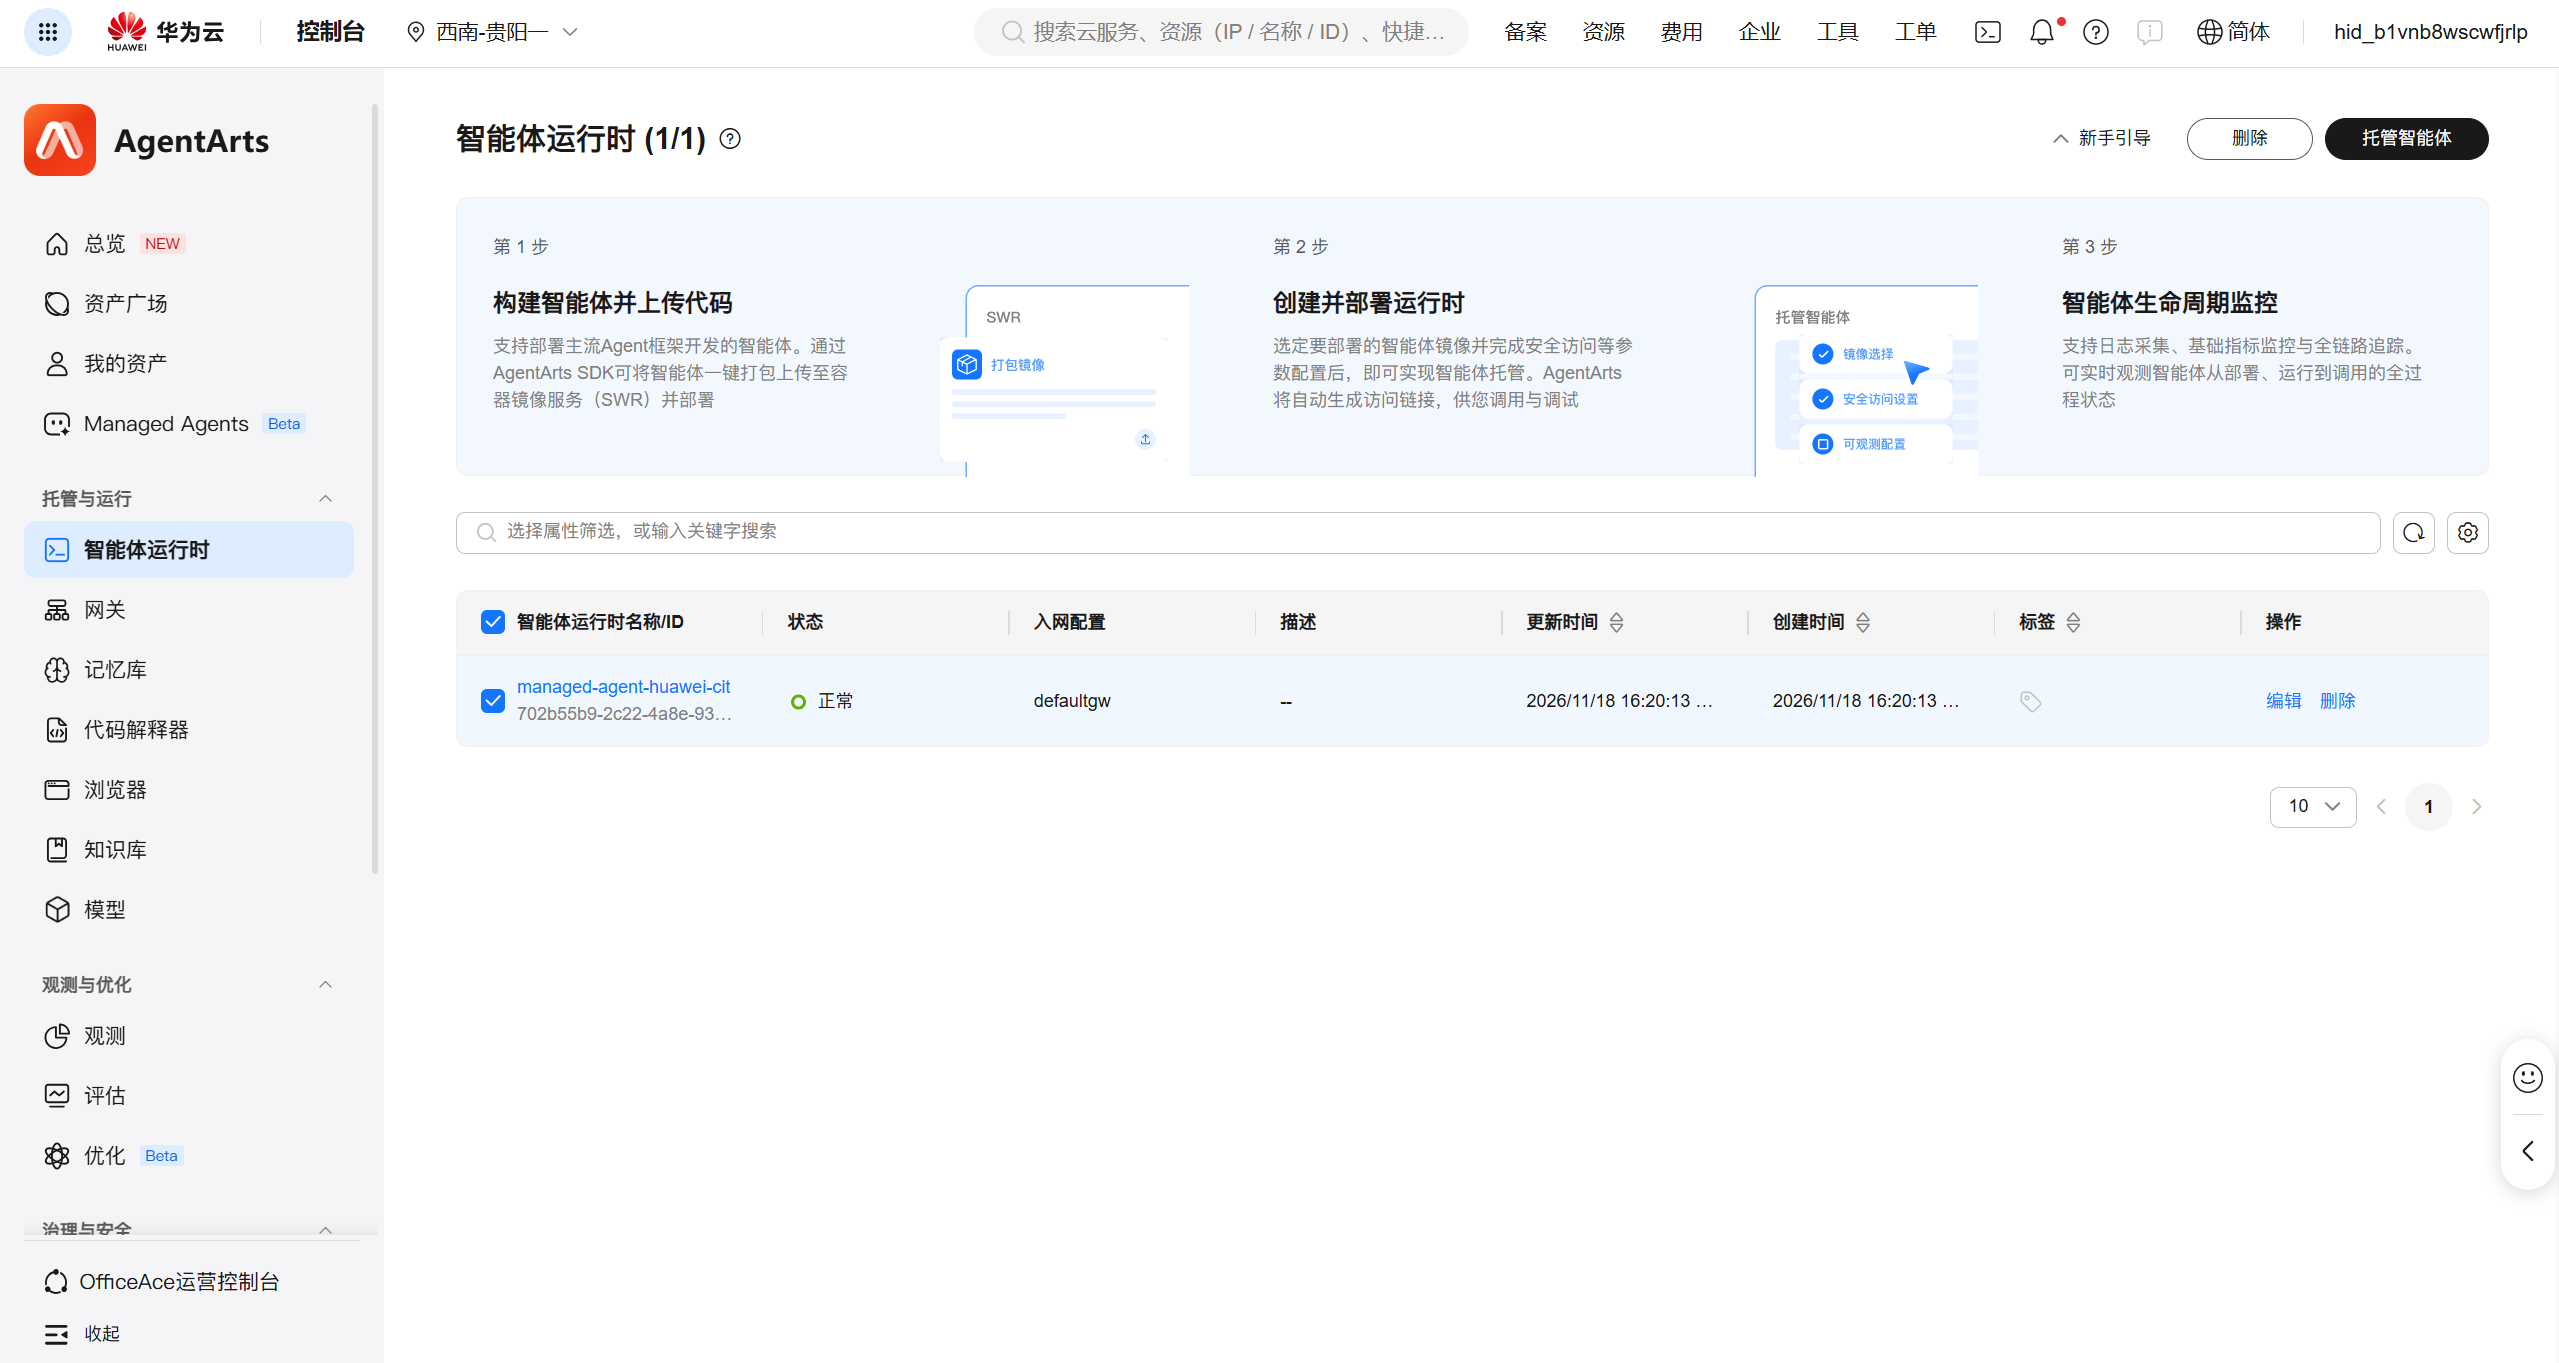 HUAWEI 华为云 控制台 西南-贵阳一 搜索云服务、资源（IP / 名称 / ID）、快捷... 备案 资源 费用 企业 工具 工单 简体 hid_b1vnb8wscwfjrlp
AgentArts
总览 NEW
资产广场
我的资产
Managed Agents Beta
托管与运行
智能体运行时
网关
记忆库
代码解释器
浏览器
知识库
模型
观测与优化
观测
评估
优化 Beta
治理与安全
OfficeAce运营控制台
收起
智能体运行时 (1/1) 新手引导 删除 托管智能体
第 1 步
构建智能体并上传代码
支持部署主流Agent框架开发的智能体。通过
AgentArts SDK可将智能体一键打包上传至容
器镜像服务（SWR）并部署
SWR
打包镜像
第 2 步
创建并部署运行时
选定要部署的智能体镜像并完成安全访问等参
数配置后，即可实现智能体托管。AgentArts
将自动生成访问链接，供您调用与调试
托管智能体
镜像选择
安全访问设置
可观测配置
第 3 步
智能体生命周期监控
支持日志采集、基础指标监控与全链路追踪。
可实时观测智能体从部署、运行到调用的全过
程状态
选择属性筛选，或输入关键字搜索
智能体运行时名称/ID 状态 入网配置 描述 更新时间 创建时间 标签 操作
managed-agent-huawei-cit
702b55b9-2c22-4a8e-93... 正常 defaultgw -- 2026/11/18 16:20:13 ... 2026/11/18 16:20:13 ... 编辑 删除
10 1